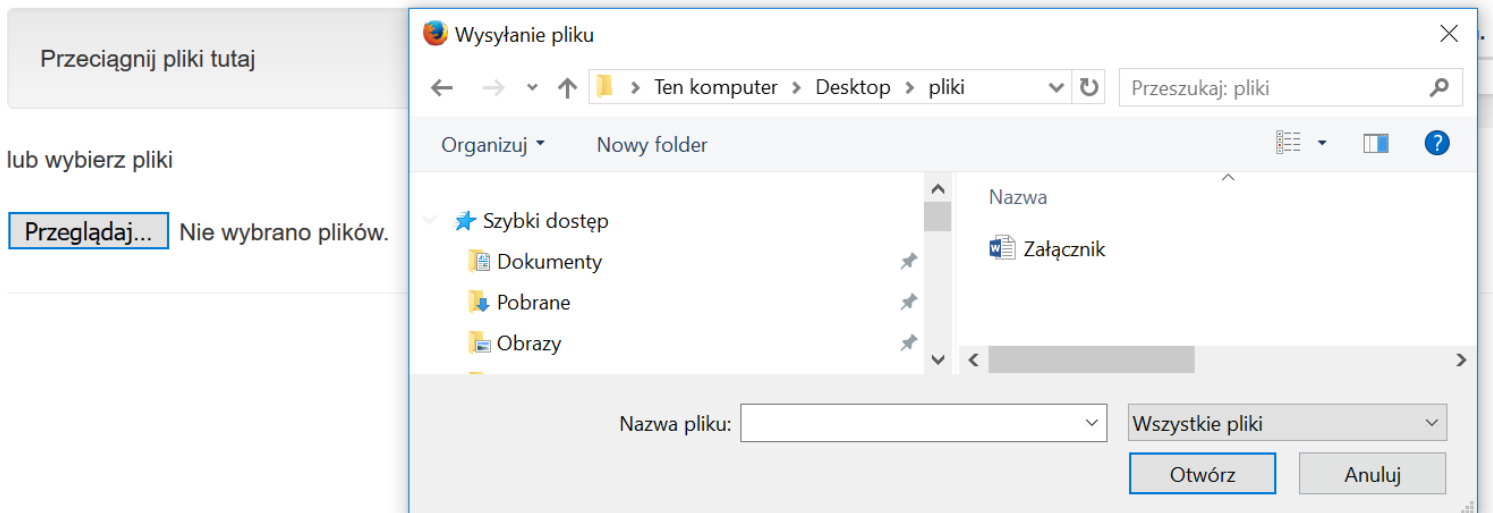 Przeciągnij pliki tutaj
lub wybierz pliki
Przeglądaj... Nie wybrano plików.
Wysyłanie pliku
Ten komputer > Desktop > pliki
Przeszukaj: pliki
Organizuj Nowy folder
Szybki dostęp
Dokumenty
Pobrane
Obrazy
Nazwa
Załącznik
Nazwa pliku:
Wszystkie pliki
Otwórz Anuluj